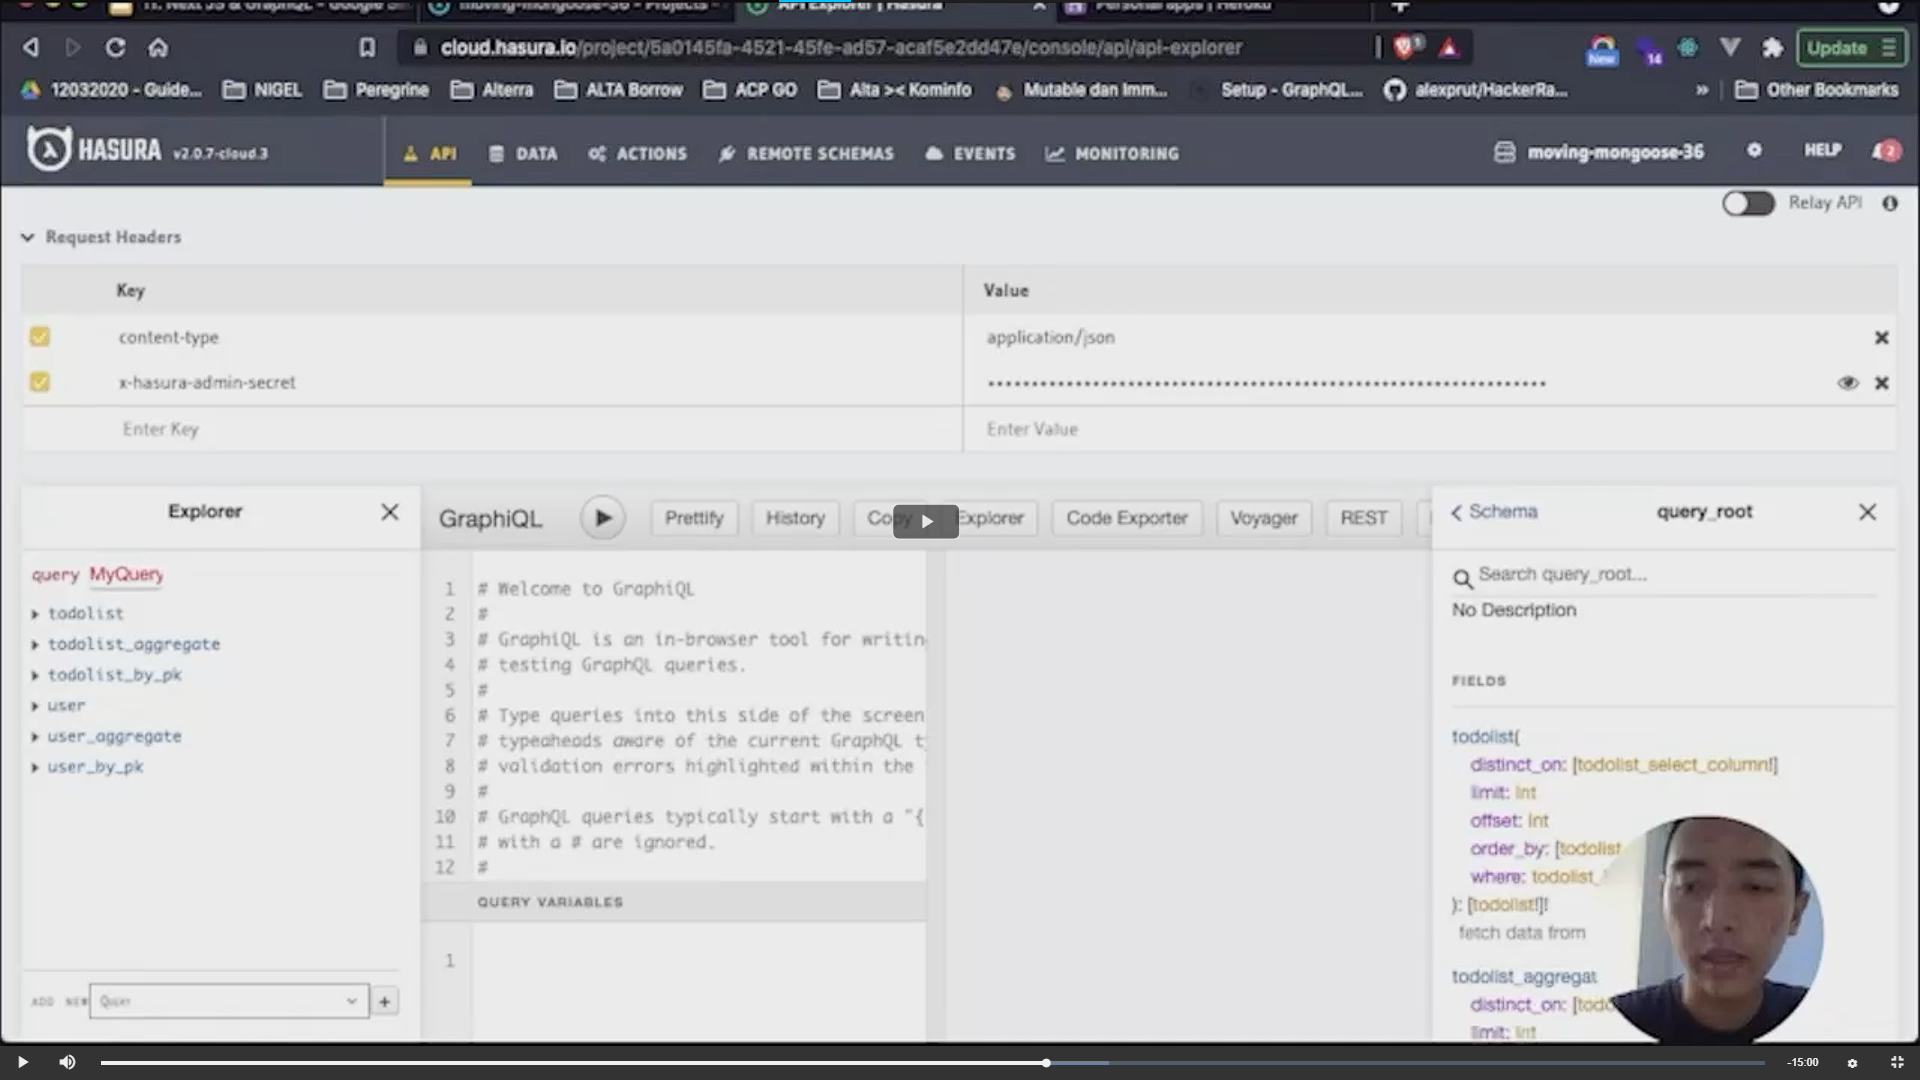 11. Next JS & GraphQL - Google Sl
moving-mongoose-36 - Projects -
API Explorer | Hasura
Personal apps | Heroku
cloud.hasura.io/project/5a0145fa-4521-45fe-ad57-acaf5e2dd47e/console/api/api-explorer
1
New
14
Update
12032020 - Guide...
NIGEL
Peregrine
Alterra
ALTA Borrow
ACP GO
Alta >< Kominfo
Mutable dan Imm...
Setup - GraphQL...
alexprut/HackerRa...
»
Other Bookmarks
HASURA v2.0.7-cloud.3
API
DATA
ACTIONS
REMOTE SCHEMAS
EVENTS
MONITORING
moving-mongoose-36
HELP
2
Relay API
Request Headers
Key
Value
content-type
application/json
x-hasura-admin-secret
••••••••••••••••••••••••••••••••••••••••••••••••••••••••••••••••
Enter Key
Enter Value
Explorer
query MyQuery
todolist
todolist_aggregate
todolist_by_pk
user
user_aggregate
user_by_pk
ADD NEW
Query
+
GraphiQL
Prettify
History
Copy
Explorer
Code Exporter
Voyager
REST
1 # Welcome to GraphiQL
2 #
3 # GraphiQL is an in-browser tool for writin
4 # testing GraphQL queries.
5 #
6 # Type queries into this side of the screen
7 # typeaheads aware of the current GraphQL t
8 # validation errors highlighted within the
9 #
10 # GraphQL queries typically start with a "{
11 # with a # are ignored.
12 #
QUERY VARIABLES
1
Schema
query_root
Search query_root...
No Description
FIELDS
todolist(
distinct_on: [todolist_select_column!]
limit: Int
offset: Int
order_by: [todolist
where: todolist_
): [todolist!]!
fetch data from
todolist_aggregat
distinct_on: [todo
limit: Int
-15:00